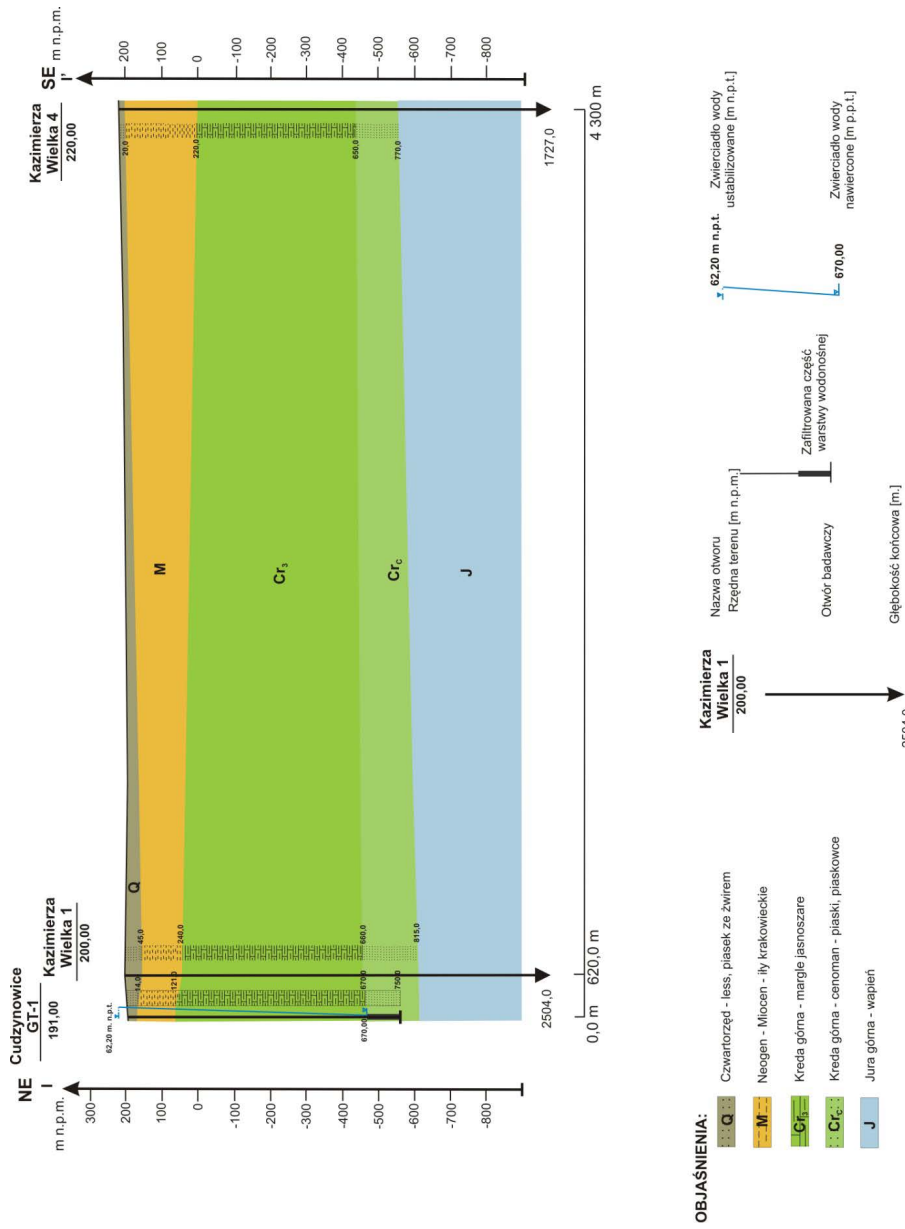 NE
I
m n.p.m.
300
200
100
0
-100
-200
-300
-400
-500
-600
-700
-800
Cudzynowice
GT-1
191,00
62,20 m n.p.t.
670,00
14,0
121,0
670,0
750,0
0,0 m
Kazimierza
Wielka 1
200,00
45,0
240,0
660,0
815,0
2504,0
620,0 m
Q
M
Cr3
CrC
J
Kazimierza
Wielka 4
220,00
20,0
220,0
650,0
770,0
1727,0
4 300 m
SE
I'
m n.p.m.
200
100
0
-100
-200
-300
-400
-500
-600
-700
-800
OBJAŚNIENIA:
Q Czwartorzęd - less, piasek ze żwirem
M Neogen - Miocen - iły krakowieckie
Cr3 Kreda górna - margle jasnoszare
CrC Kreda górna - cenoman - piaski, piaskowce
J Jura górna - wapień
Kazimierza
Wielka 1
200,00
Nazwa otworu
Rzędna terenu [m n.p.m.]
Otwór badawczy
Głębokość końcowa [m.]
Zafiltrowana część
warstwy wodonośnej
62,20 m n.p.t.
Zwierciadło wody
ustabilizowane [m n.p.t.]
670,00
Zwierciadło wody
nawiercone [m p.p.t.]